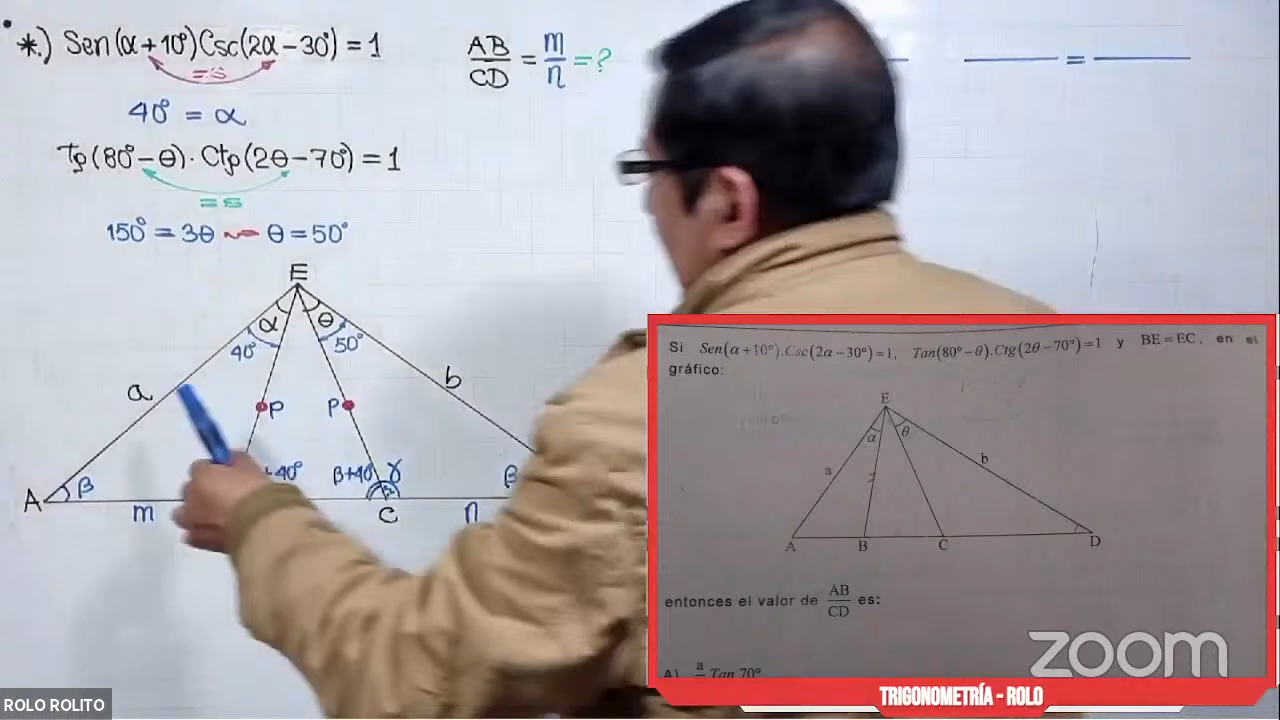 *.) Sen(α+10°)Csc(2α-30°) = 1
= s
40° = α
Tg(80°-θ).Ctg(2θ-70°) = 1
= s
150° = 3θ θ = 50°
AB/CD = m/n = ?
=
E
α θ
40° 50°
a b
P P
A β +40° β+40° γ β
m C n
Si Sen(α+10°).Csc(2α-30°)=1, Tan(80°-θ).Ctg(2θ-70°)=1 y BE=EC, en el
gráfico:
E
α θ
a b
A B C D
entonces el valor de AB/CD es:
A) a Tan 70°
zoom
TRIGONOMETRÍA - ROLO
ROLO ROLITO